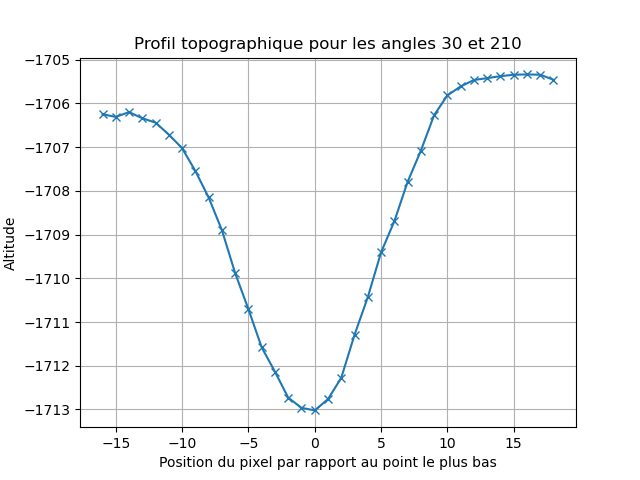 Profil topographique pour les angles 30 et 210
−1705
−1706
−1707
−1708
−1709
−1710
−1711
−1712
−1713
Altitude
−15 −10 −5 0 5 10 15
Position du pixel par rapport au point le plus bas